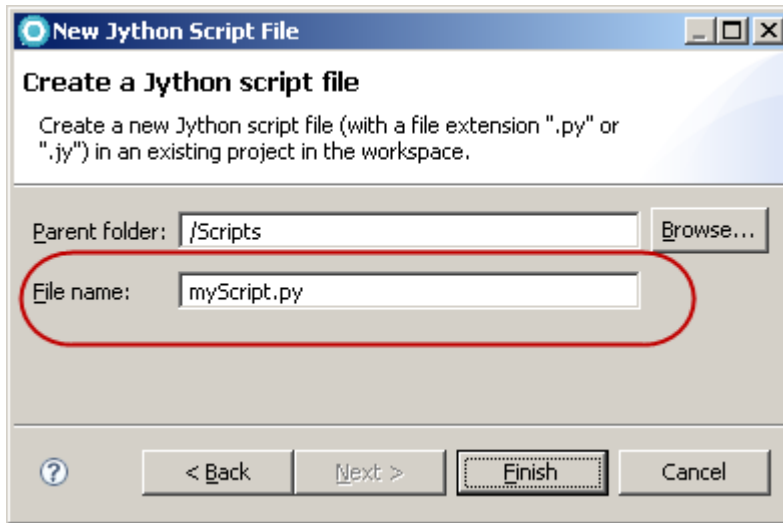 New Jython Script File
Create a Jython script file
Create a new Jython script file (with a file extension ".py" or
".jy") in an existing project in the workspace.
Parent folder: /Scripts Browse...
File name: myScript.py
? < Back Next > Finish Cancel